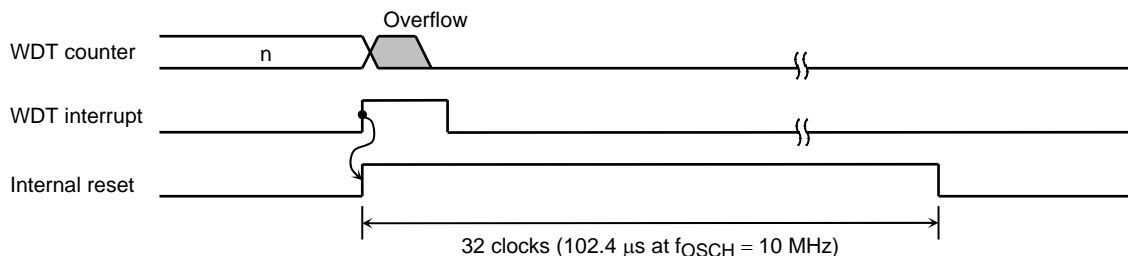 Overflow
WDT counter
n
WDT interrupt
Internal reset
32 clocks (102.4 μs at fOSCH = 10 MHz)